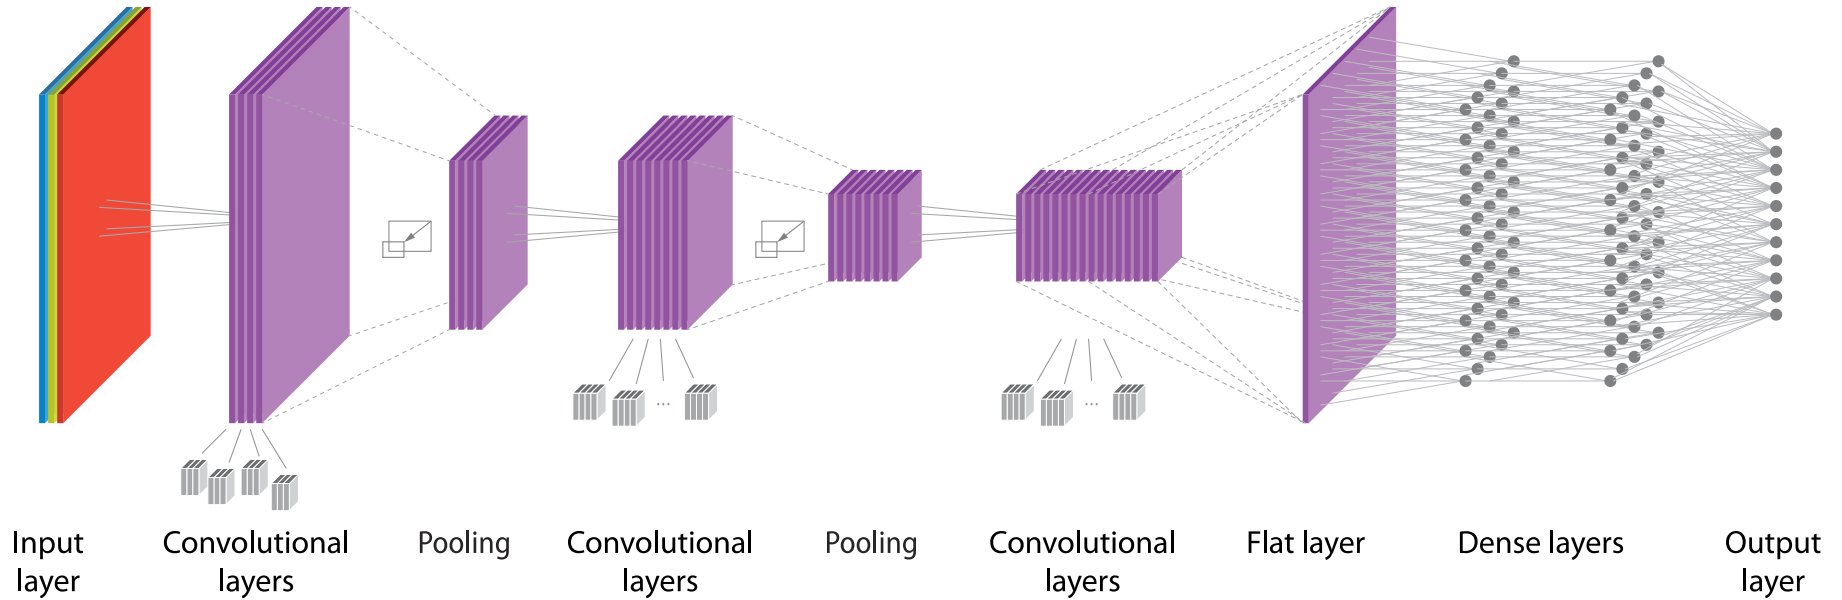 Input
layer
Convolutional
layers
Pooling
Convolutional
layers
Pooling
Convolutional
layers
Flat layer
Dense layers
Output
layer
...
...